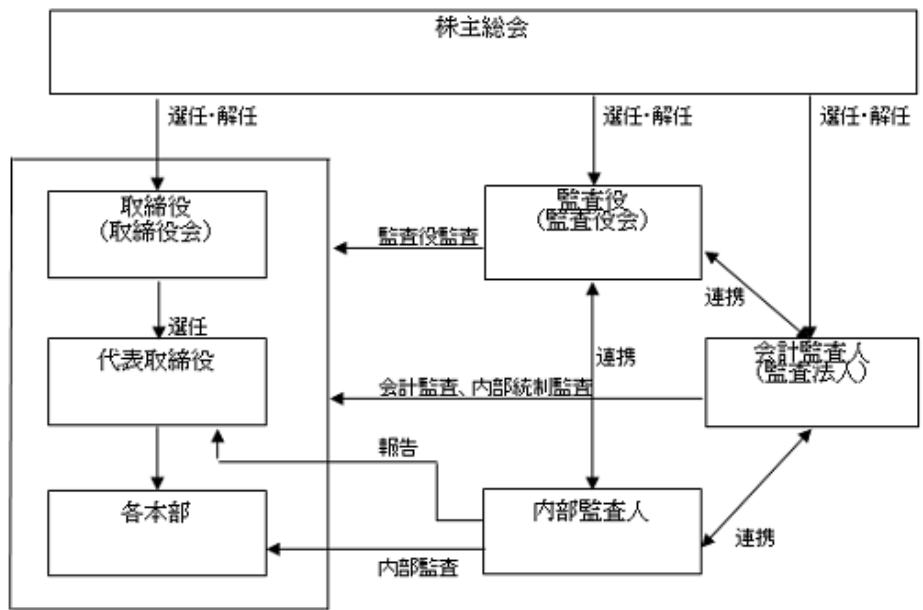 株主総会
選任・解任
選任・解任
選任・解任
取締役
（取締役会）
監査役
（監査役会）
監査役監査
連携
選任
代表取締役
連携
会計監査人
（監査法人）
会計監査、内部統制監査
報告
各本部
内部監査人
連携
内部監査